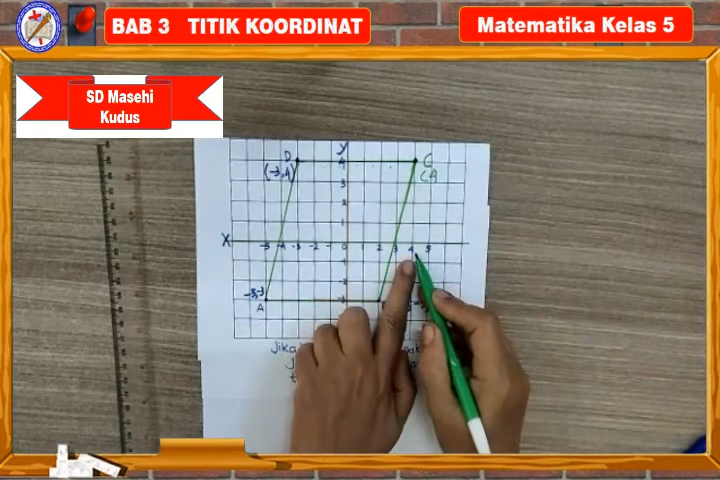 BAB 3 TITIK KOORDINAT
Matematika Kelas 5
SD Masehi
Kudus
D
y
4
C
(-3,4)
(4
3
2
1
X
-5 -4 -3 -2 -1 0 1 2 3 4 5
-1
-2
-5,-3
-3
A